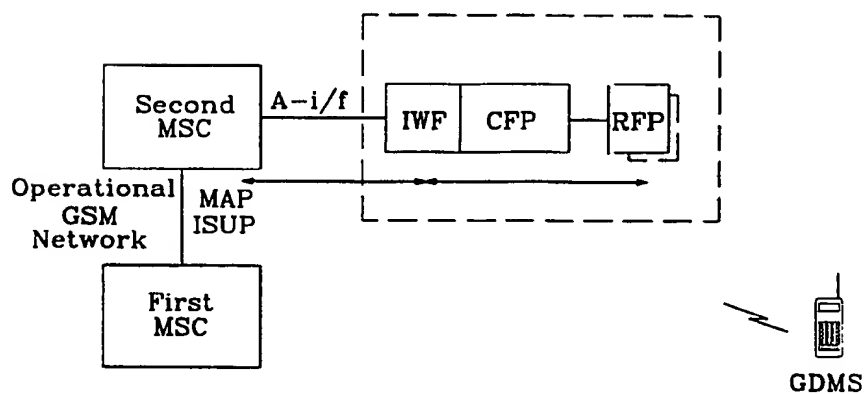 Second
MSC
A-i/f
IWF
CFP
RFP
Operational
GSM
Network
MAP
ISUP
First
MSC
GDMS